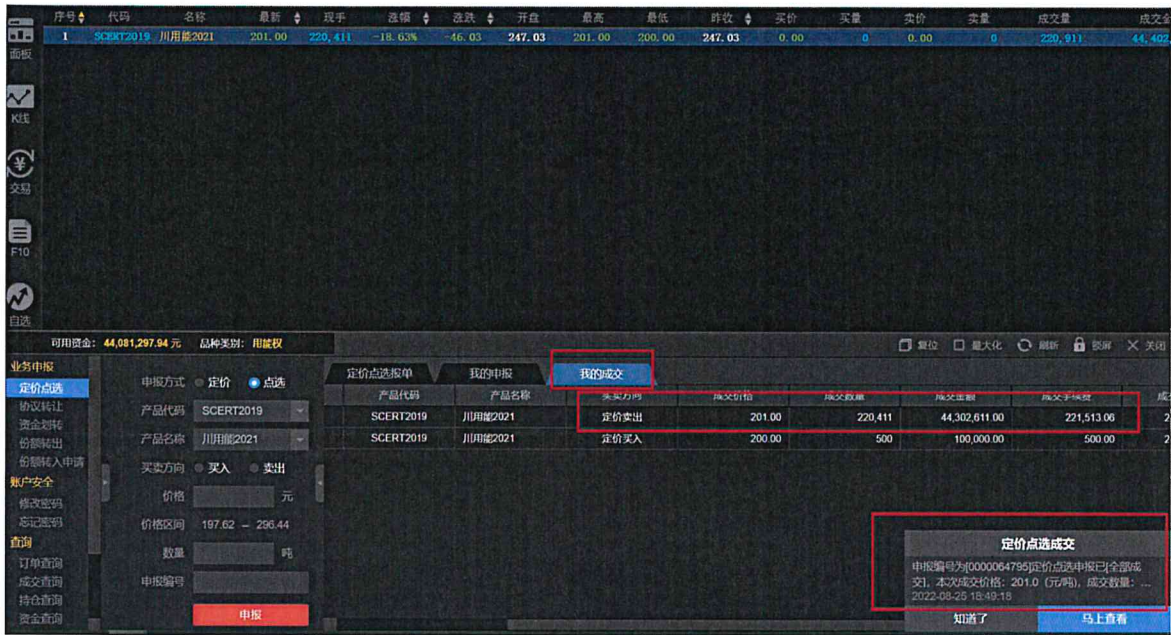 序号 代码 名称 最新 现手 涨幅 涨跌 开盘 最高 最低 昨收 买价 买量 卖价 卖量 成交量
1 SCERT2019 川用能2021 201.00 220,411 -18.63% -46.03 247.03 201.00 200.00 247.03 0.00 0 0.00 0 220,911 44,402
面板
K线
交易
F10
自选
可用资金: 44,081,297.94 元 品种类别: 用能权
复位 最大化 刷新 锁屏 关闭
业务申报
定价点选
协议转让
资金划转
份额转出
份额转入申请
账户安全
修改密码
忘记密码
查询
订单查询
成交查询
持仓查询
资金查询
申报方式 定价 点选
产品代码 SCERT2019
产品名称 川用能2021
买卖方向 买入 卖出
价格 元
价格区间 197.62 – 296.44
数量 吨
申报编号
申报
定价点选报单 我的申报 我的成交
产品代码 产品名称 买卖方向 成交价格 成交数量 成交金额 成交手续费
SCERT2019 川用能2021 定价卖出 201.00 220,411 44,302,611.00 221,513.06 2
SCERT2019 川用能2021 定价买入 200.00 500 100,000.00 500.00 2
定价点选成交
申报编号为[0000064795]定价点选申报已[全部成
交]，本次成交价格：201.0（元/吨)，成交数量：...
2022-08-25 18:49:18
知道了 马上查看